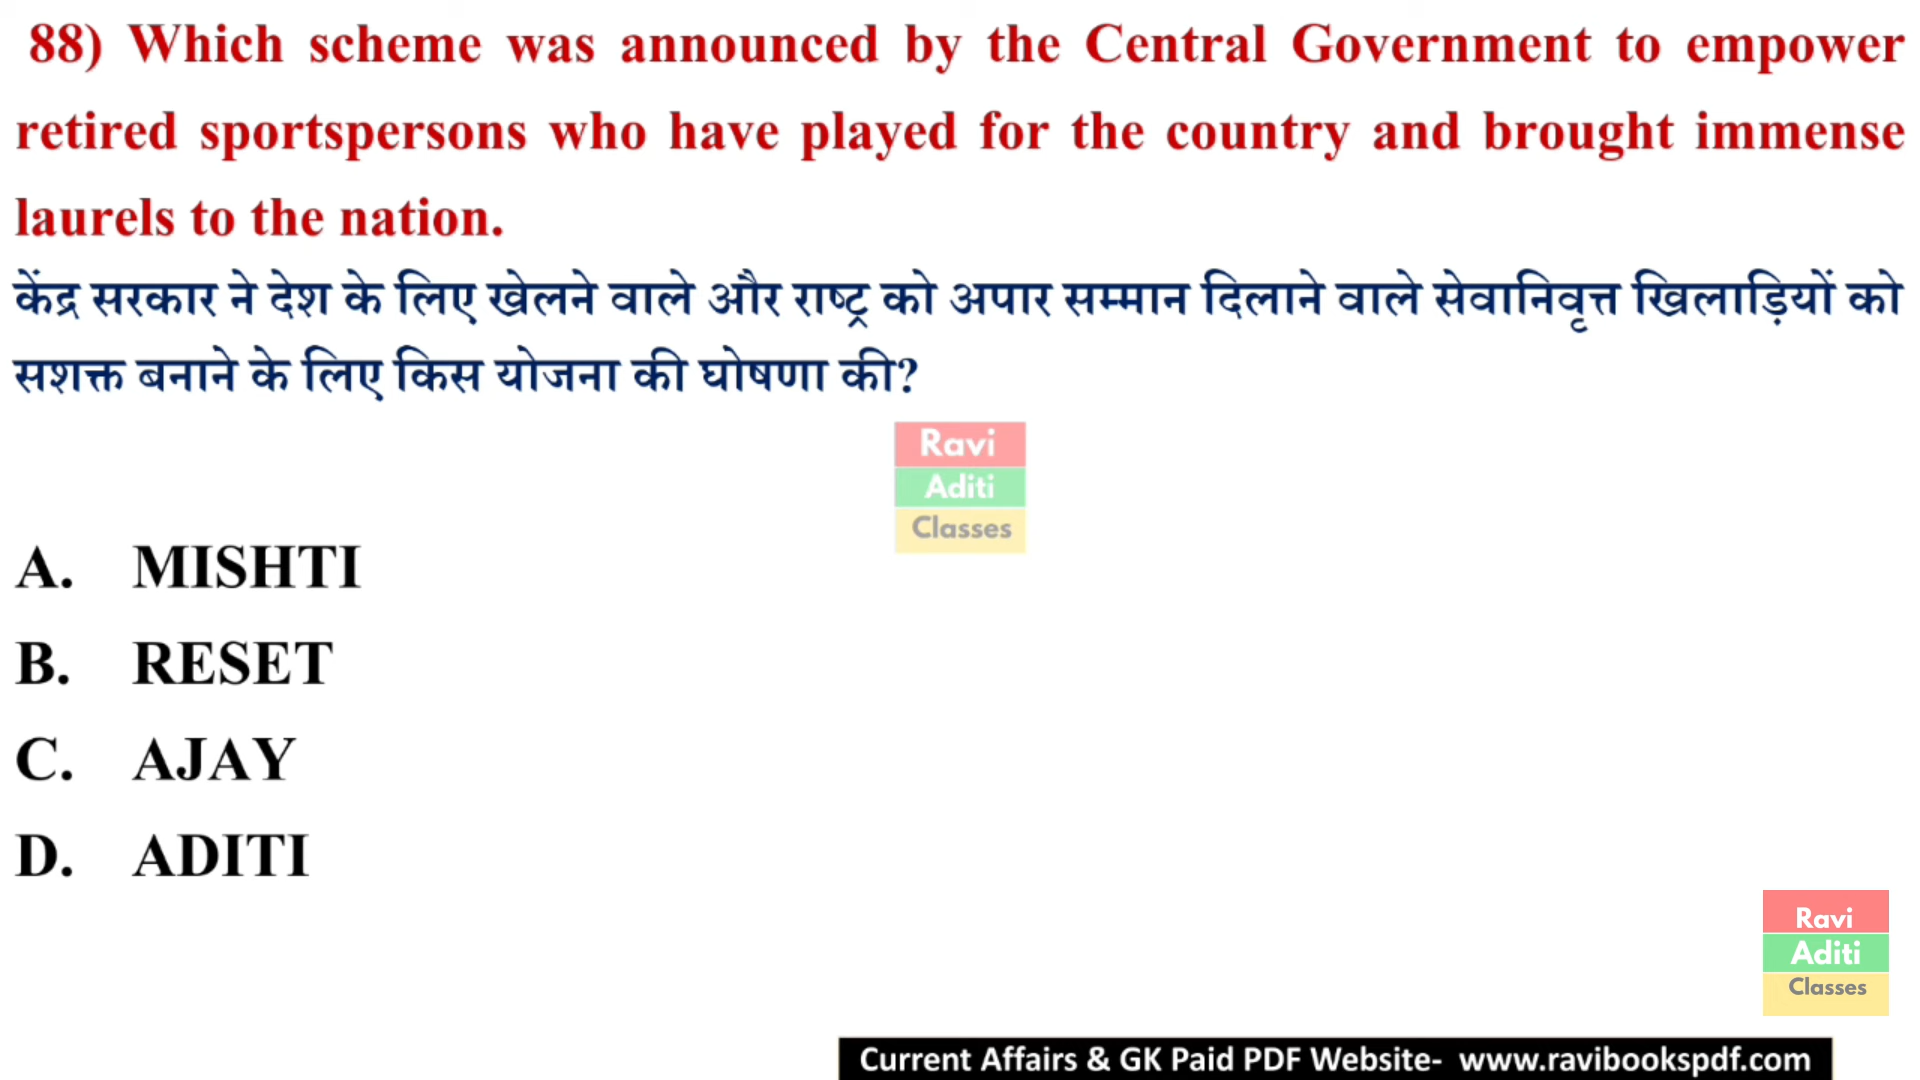 88) Which scheme was announced by the Central Government to empower
retired sportspersons who have played for the country and brought immense
laurels to the nation.
केंद्र सरकार ने देश के लिए खेलने वाले और राष्ट्र को अपार सम्मान दिलाने वाले सेवानिवृत्त खिलाड़ियों को
सशक्त बनाने के लिए किस योजना की घोषणा की?
Ravi
Aditi
Classes
A. MISHTI
B. RESET
C. AJAY
D. ADITI
Ravi
Aditi
Classes
Current Affairs & GK Paid PDF Website- www.ravibookspdf.com